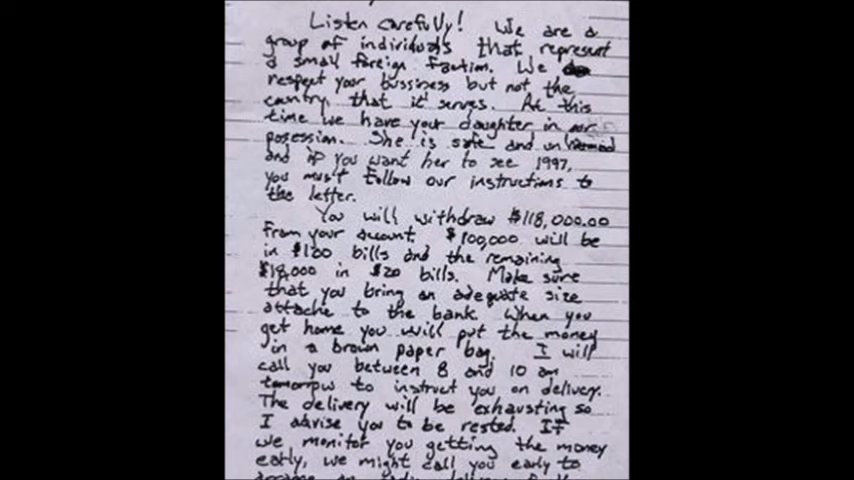 Listen carefully! We are a
group of individuals that represent
a small foreign faction. We
respect your bussiness but not the
country that it serves. At this
time we have your daughter in our
posession. She is safe and unharmed
and if you want her to see 1997,
you must follow our instructions to
the letter.
You will withdraw $118,000.00
from your account. $100,000 will be
in $100 bills and the remaining
$18,000 in $20 bills. Make sure
that you bring an adequate size
attache to the bank. When you
get home you will put the money
in a brown paper bag. I will
call you between 8 and 10 am
tomorrow to instruct you on delivery.
The delivery will be exhausting so
I advise you to be rested. If
we monitor you getting the money
early, we might call you early to